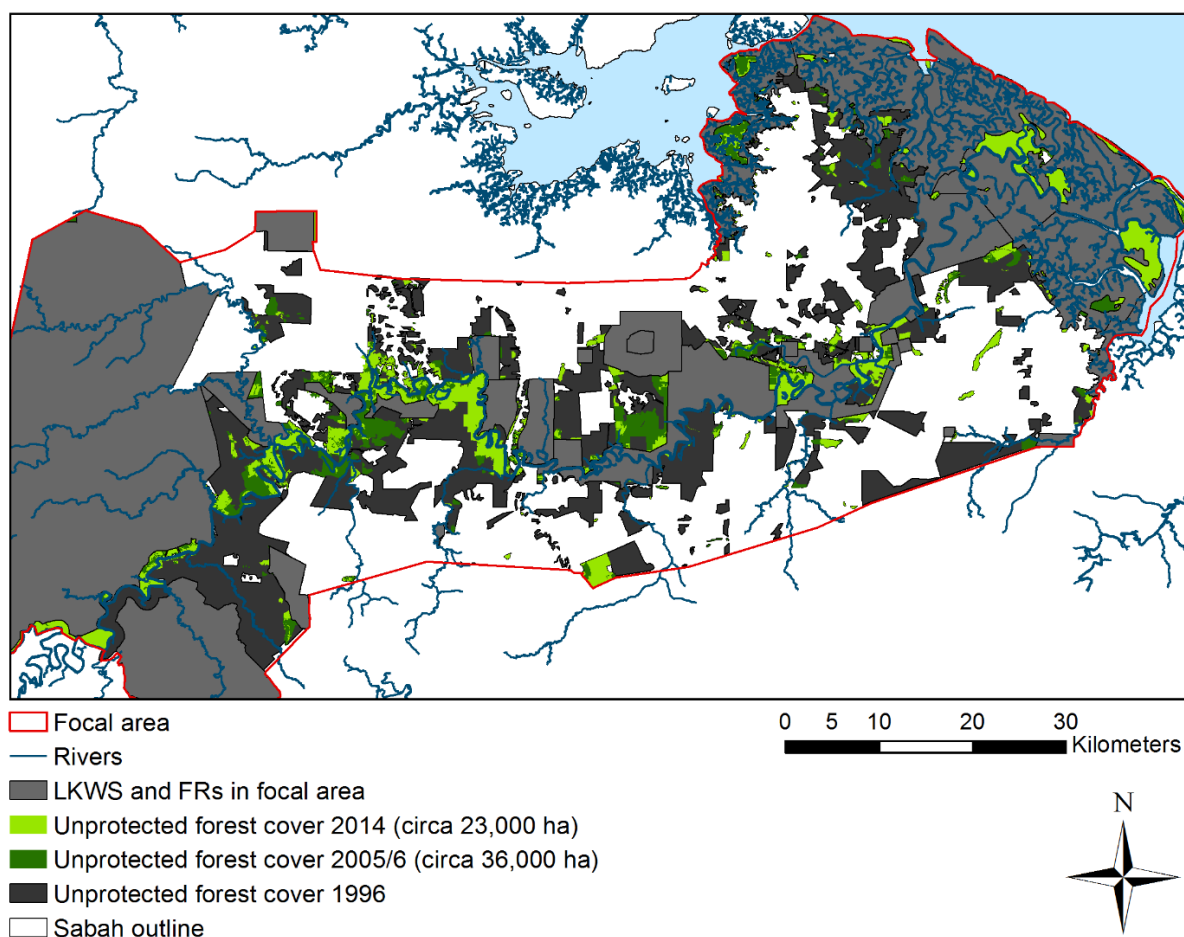 Focal area
Rivers
LKWS and FRs in focal area
Unprotected forest cover 2014 (circa 23,000 ha)
Unprotected forest cover 2005/6 (circa 36,000 ha)
Unprotected forest cover 1996
Sabah outline
0 5 10 20 30
Kilometers
N